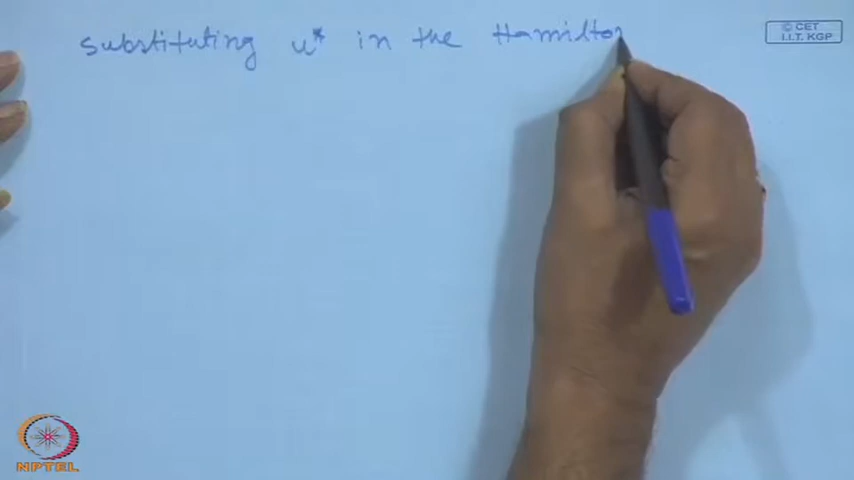 substituting u* in the Hamilton
© CET
I.I.T. KGP
NPTEL